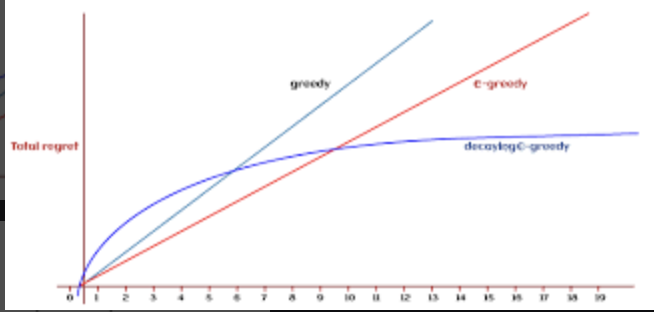 greedy
ϵ-greedy
Total regret
decayingϵ-greedy
0 1 2 3 4 5 6 7 8 9 10 11 12 13 14 15 16 17 18 19